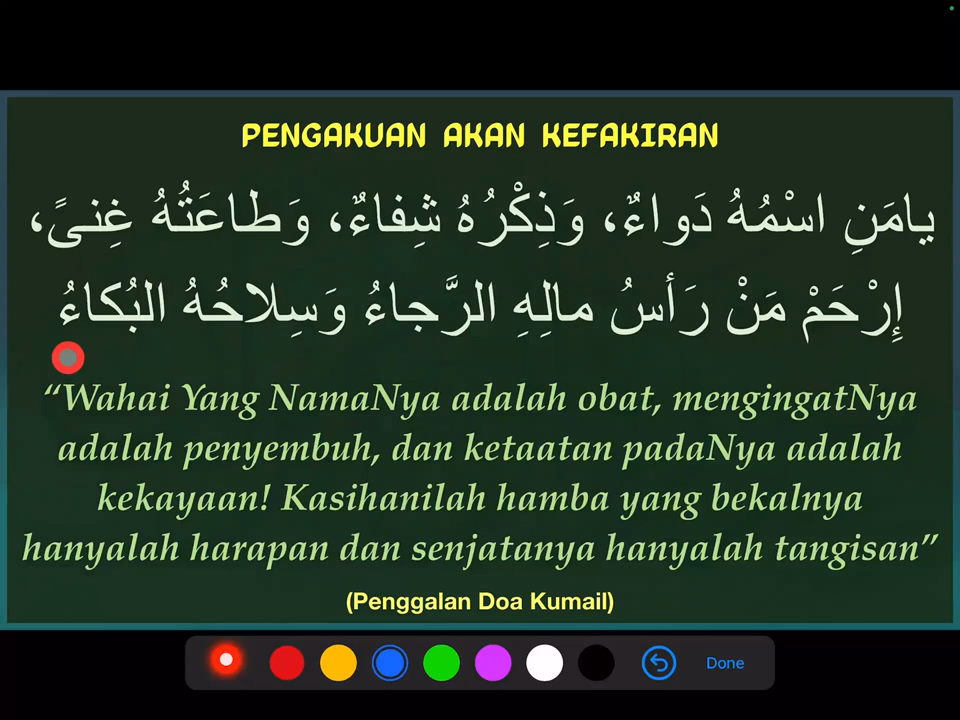 PENGAKUAN AKAN KEFAKIRAN
يامَنِ اسْمُهُ دَواءٌ، وَذِكْرُهُ شِفاءٌ، وَطاعَتُهُ غِنىً،
إِرْحَمْ مَنْ رَأسُ مالِهِ الرَّجاءُ وَسِلاحُهُ البُكاءُ
“Wahai Yang NamaNya adalah obat, mengingatNya
adalah penyembuh, dan ketaatan padaNya adalah
kekayaan! Kasihanilah hamba yang bekalnya
hanyalah harapan dan senjatanya hanyalah tangisan”
(Penggalan Doa Kumail)
Done